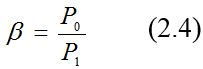 β = P₀ / P₁ (2.4)